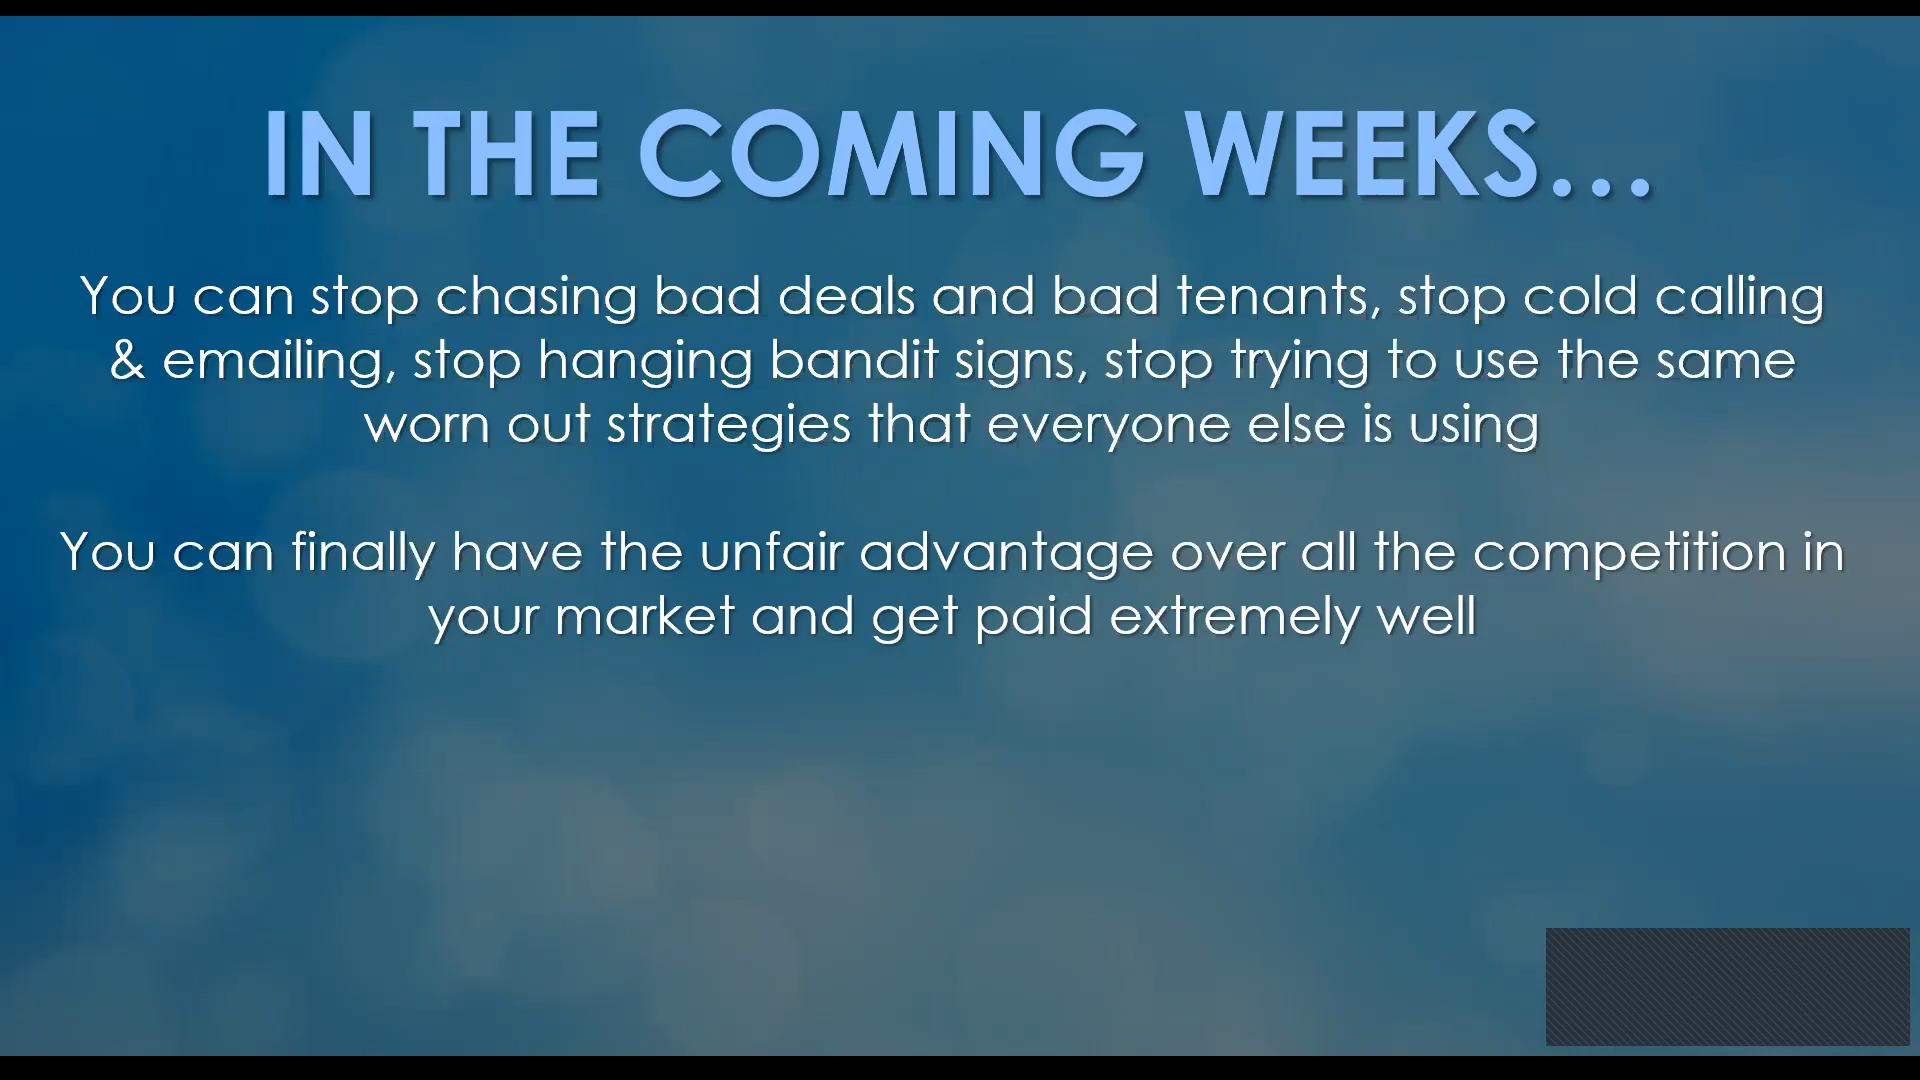 IN THE COMING WEEKS...
You can stop chasing bad deals and bad tenants, stop cold calling
& emailing, stop hanging bandit signs, stop trying to use the same
worn out strategies that everyone else is using
You can finally have the unfair advantage over all the competition in
your market and get paid extremely well